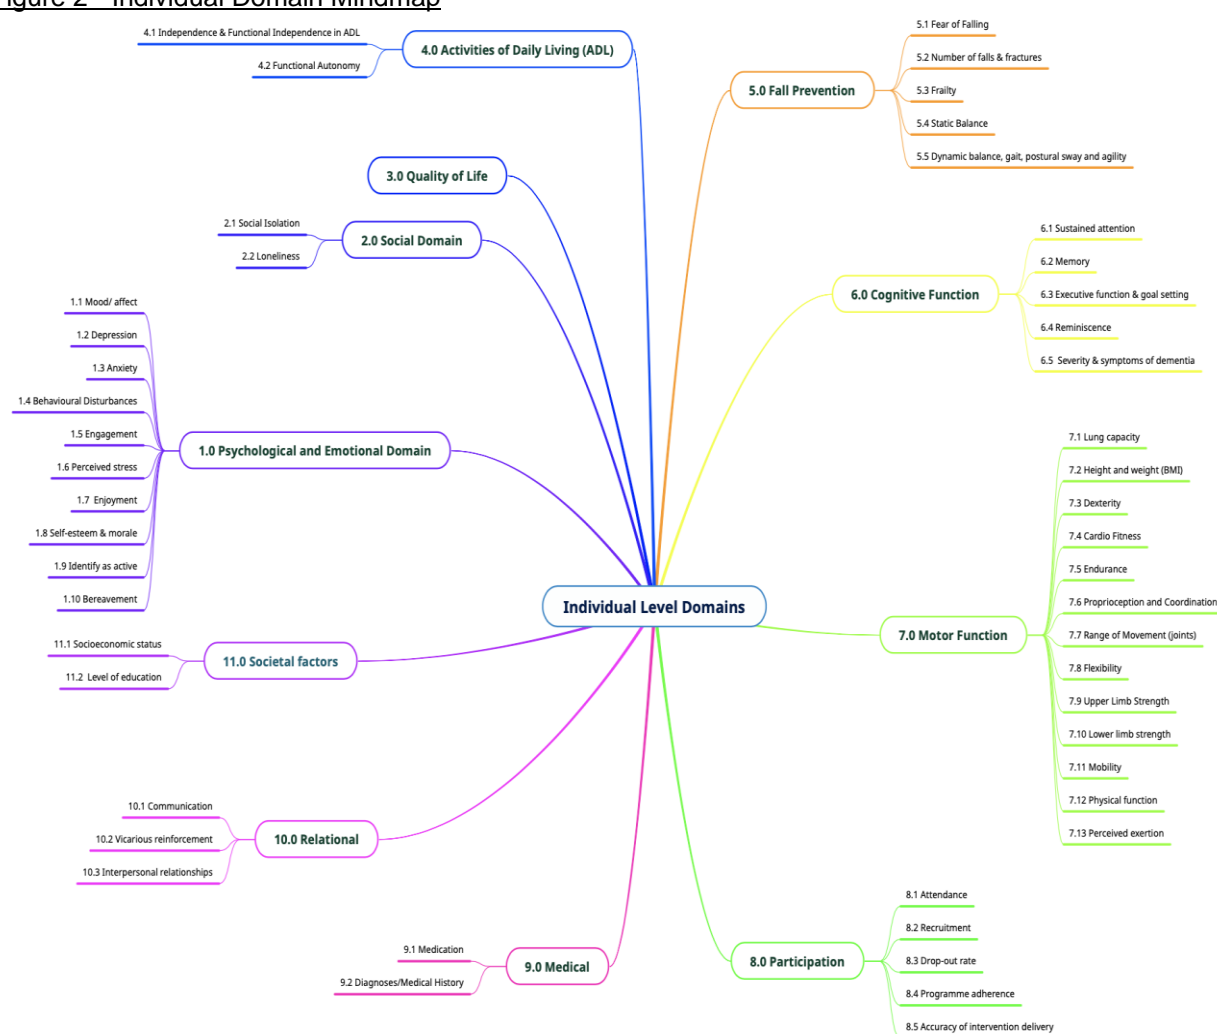 Figure 2 - Individual Domain Mindmap
4.0 Activities of Daily Living (ADL)
4.1 Independence & Functional Independence in ADL
4.2 Functional Autonomy
3.0 Quality of Life
2.0 Social Domain
2.1 Social Isolation
2.2 Loneliness
1.0 Psychological and Emotional Domain
1.1 Mood/ affect
1.2 Depression
1.3 Anxiety
1.4 Behavioural Disturbances
1.5 Engagement
1.6 Perceived stress
1.7 Enjoyment
1.8 Self-esteem & morale
1.9 Identify as active
1.10 Bereavement
Individual Level Domains
11.0 Societal factors
11.1 Socioeconomic status
11.2 Level of education
10.0 Relational
10.1 Communication
10.2 Vicarious reinforcement
10.3 Interpersonal relationships
9.0 Medical
9.1 Medication
9.2 Diagnoses/Medical History
5.0 Fall Prevention
5.1 Fear of Falling
5.2 Number of falls & fractures
5.3 Frailty
5.4 Static Balance
5.5 Dynamic balance, gait, postural sway and agility
6.0 Cognitive Function
6.1 Sustained attention
6.2 Memory
6.3 Executive function & goal setting
6.4 Reminiscence
6.5 Severity & symptoms of dementia
7.0 Motor Function
7.1 Lung capacity
7.2 Height and weight (BMI)
7.3 Dexterity
7.4 Cardio Fitness
7.5 Endurance
7.6 Proprioception and Coordination
7.7 Range of Movement (joints)
7.8 Flexibility
7.9 Upper Limb Strength
7.10 Lower limb strength
7.11 Mobility
7.12 Physical function
7.13 Perceived exertion
8.0 Participation
8.1 Attendance
8.2 Recruitment
8.3 Drop-out rate
8.4 Programme adherence
8.5 Accuracy of intervention delivery